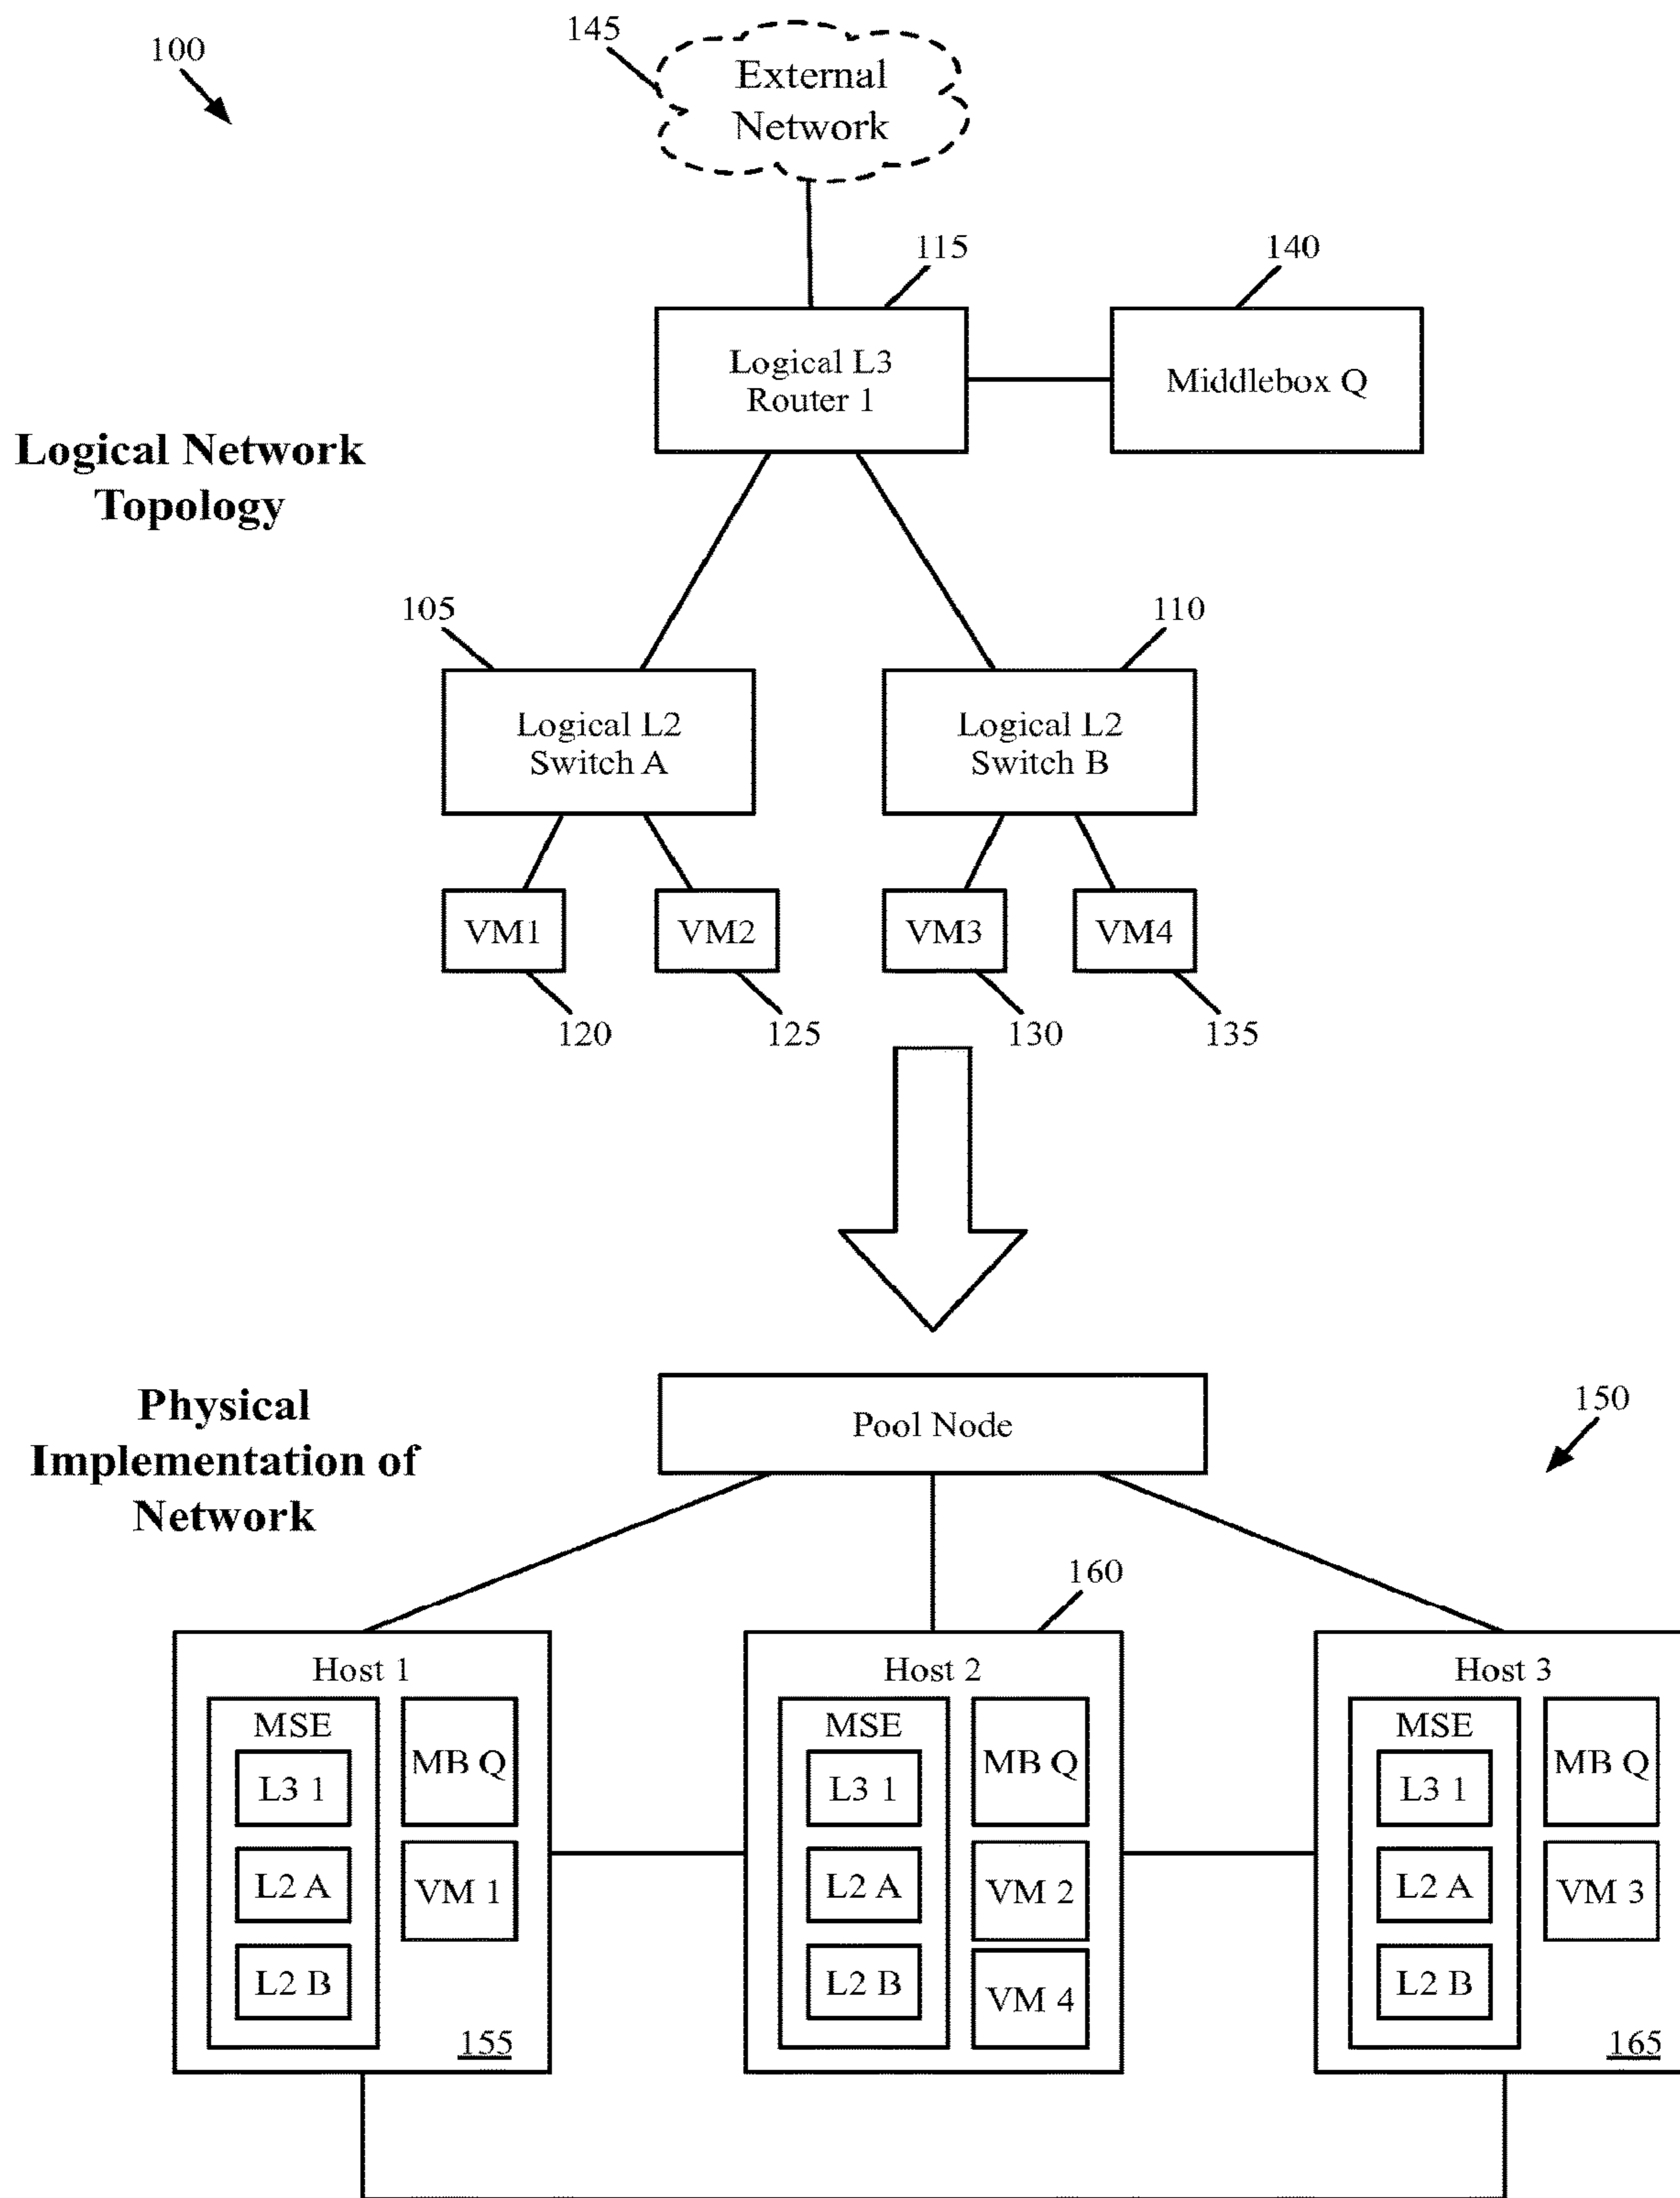 100
145
External
Network
115
140
Logical L3
Router 1
Middlebox Q
Logical Network
Topology
105
110
Logical L2
Switch A
Logical L2
Switch B
VM1
VM2
VM3
VM4
120
125
130
135
Physical
Implementation of
Network
Pool Node
150
160
Host 1
MSE
L3 1
L2 A
L2 B
MB Q
VM 1
155
Host 2
MSE
L3 1
L2 A
L2 B
MB Q
VM 2
VM 4
Host 3
MSE
L3 1
L2 A
L2 B
MB Q
VM 3
165